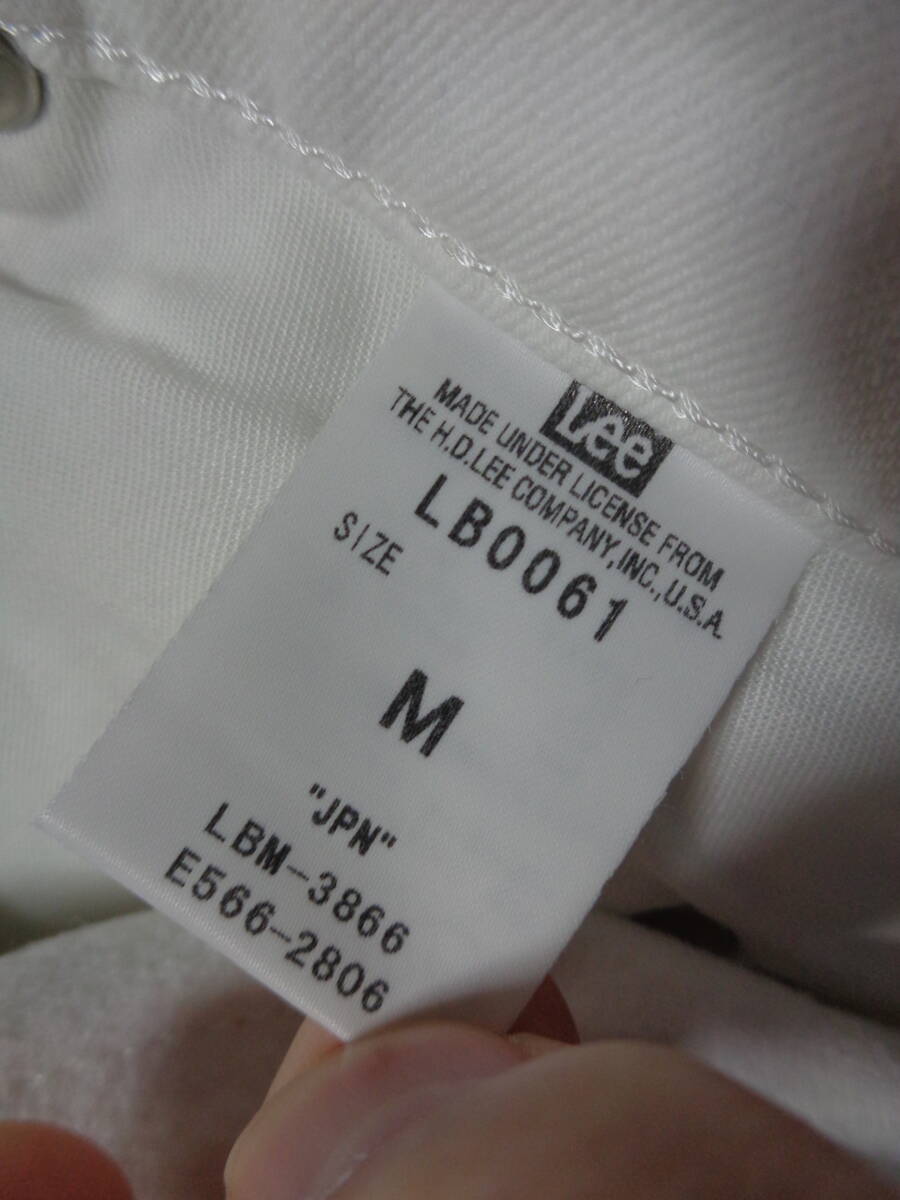 Lee
MADE UNDER LICENSE FROM
THE H.D.LEE COMPANY,INC.,U.S.A.
LB0061
SIZE
M
"JPN"
LBM-3866
E566-2806